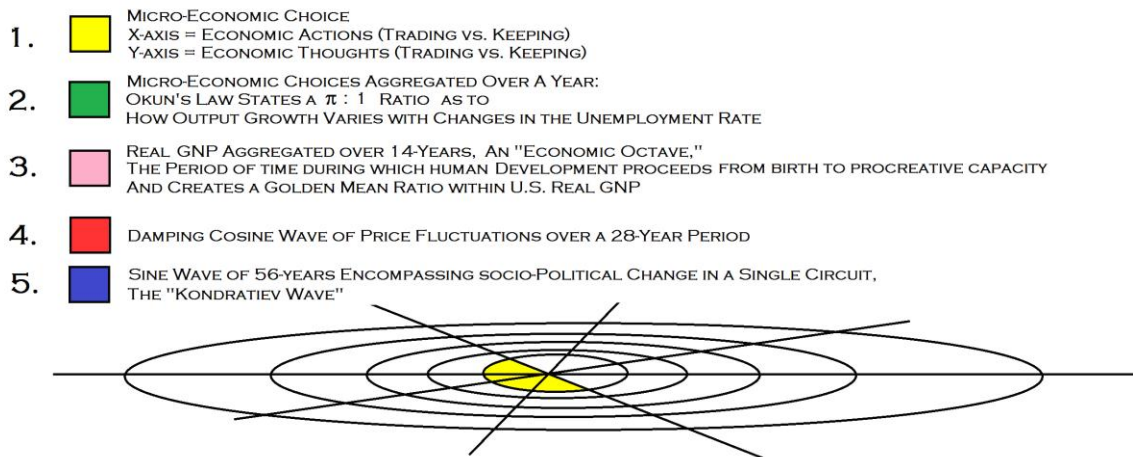 1. Micro-Economic Choice
X-axis = Economic Actions (Trading vs. Keeping)
Y-axis = Economic Thoughts (Trading vs. Keeping)
2. Micro-Economic Choices Aggregated Over A Year:
Okun's Law States a π : 1 Ratio as to
How Output Growth Varies with Changes in the Unemployment Rate
3. Real GNP Aggregated over 14-Years, An "Economic Octave,"
The Period of time during which human Development proceeds from birth to procreative capacity
And Creates a Golden Mean Ratio within U.S. Real GNP
4. Damping Cosine Wave of Price Fluctuations over a 28-Year Period
5. Sine Wave of 56-years Encompassing socio-Political Change in a Single Circuit,
The "Kondratiev Wave"